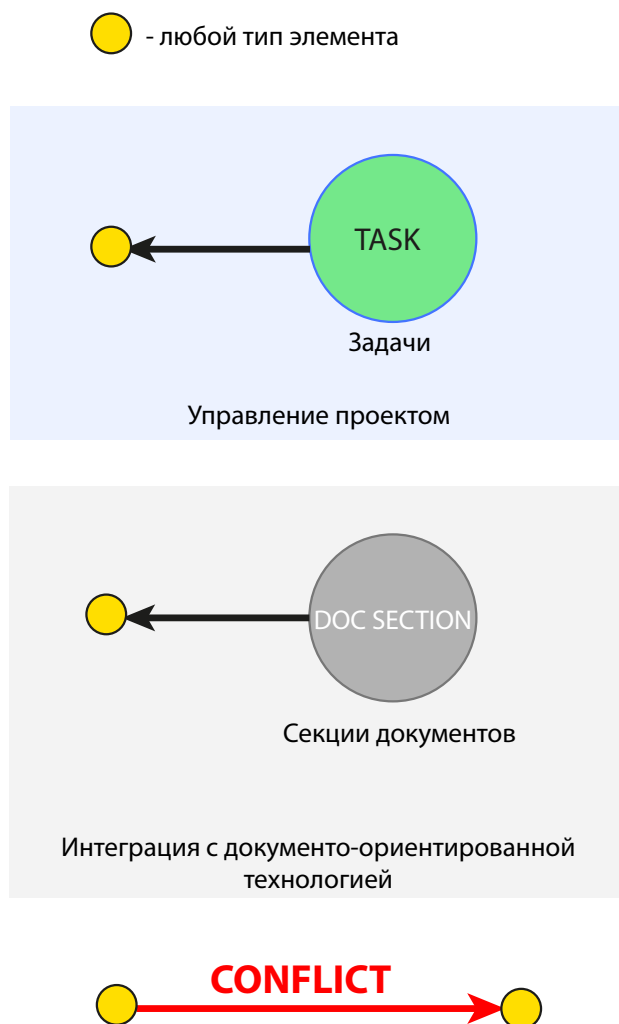 - любой тип элемента
TASK
Задачи
Управление проектом
DOC SECTION
Секции документов
Интеграция с документо-ориентированной
технологией
CONFLICT